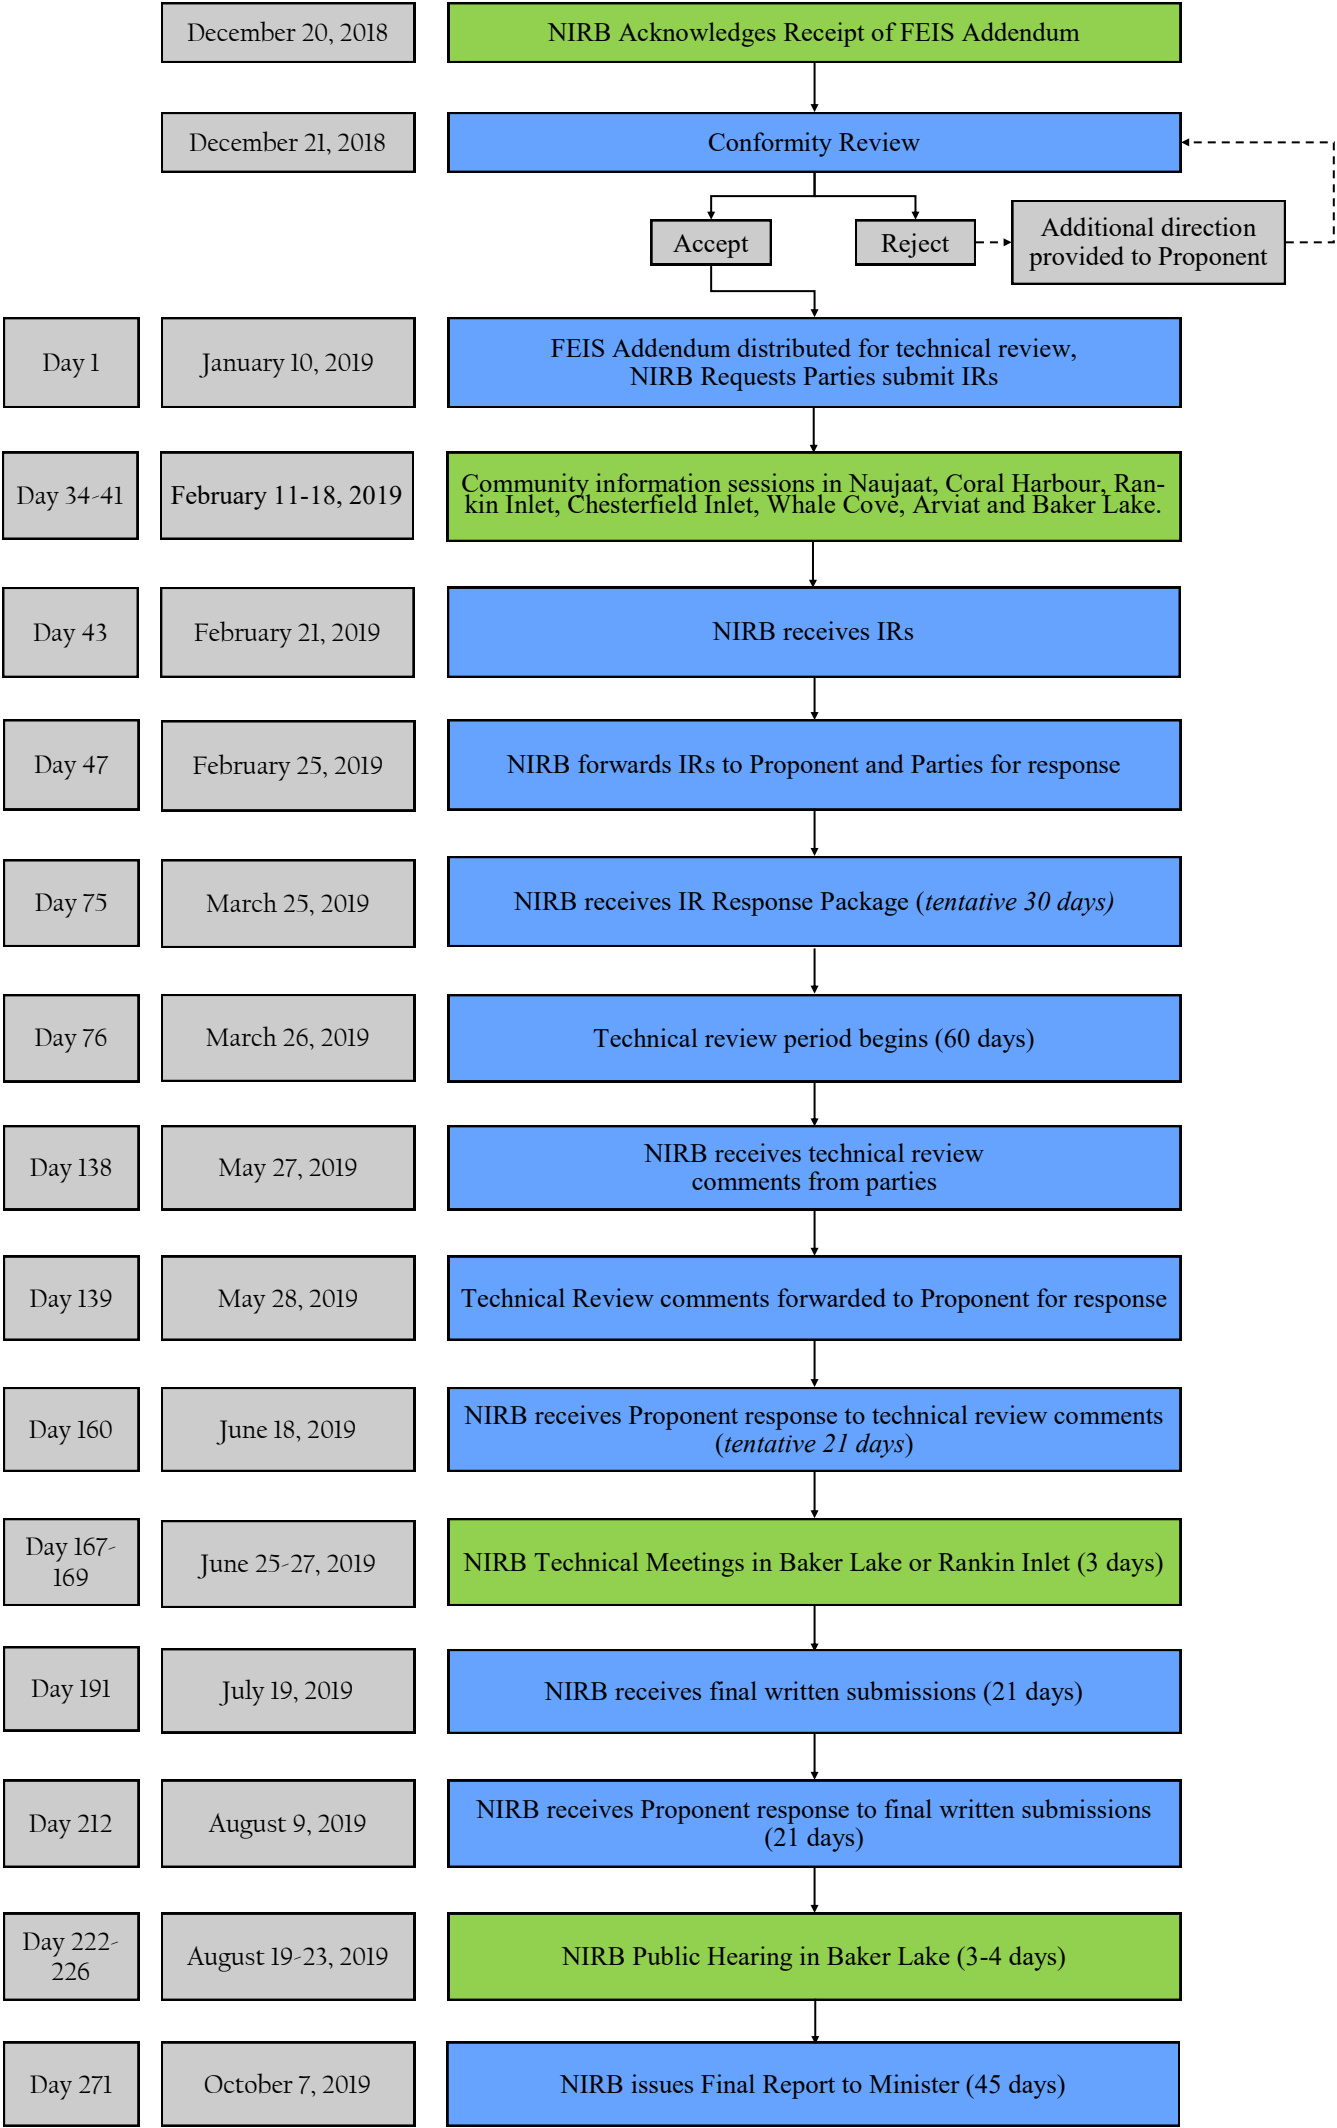 December 20, 2018
NIRB Acknowledges Receipt of FEIS Addendum
December 21, 2018
Conformity Review
Accept
Reject
Additional direction
provided to Proponent
Day 1
January 10, 2019
FEIS Addendum distributed for technical review,
NIRB Requests Parties submit IRs
Day 34-41
February 11-18, 2019
Community information sessions in Naujaat, Coral Harbour, Ran-
kin Inlet, Chesterfield Inlet, Whale Cove, Arviat and Baker Lake.
Day 43
February 21, 2019
NIRB receives IRs
Day 47
February 25, 2019
NIRB forwards IRs to Proponent and Parties for response
Day 75
March 25, 2019
NIRB receives IR Response Package (tentative 30 days)
Day 76
March 26, 2019
Technical review period begins (60 days)
Day 138
May 27, 2019
NIRB receives technical review
comments from parties
Day 139
May 28, 2019
Technical Review comments forwarded to Proponent for response
Day 160
June 18, 2019
NIRB receives Proponent response to technical review comments
(tentative 21 days)
Day 167-
169
June 25-27, 2019
NIRB Technical Meetings in Baker Lake or Rankin Inlet (3 days)
Day 191
July 19, 2019
NIRB receives final written submissions (21 days)
Day 212
August 9, 2019
NIRB receives Proponent response to final written submissions
(21 days)
Day 222-
226
August 19-23, 2019
NIRB Public Hearing in Baker Lake (3-4 days)
Day 271
October 7, 2019
NIRB issues Final Report to Minister (45 days)